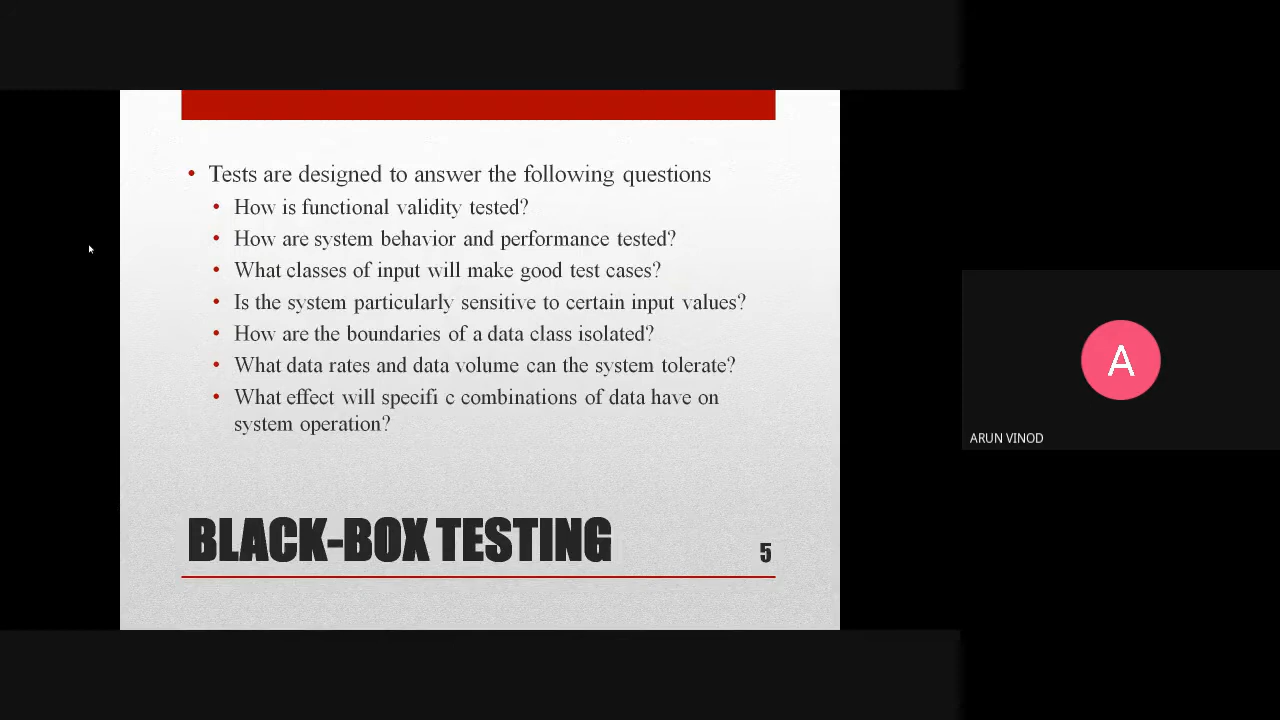 Tests are designed to answer the following questions
How is functional validity tested?
How are system behavior and performance tested?
What classes of input will make good test cases?
Is the system particularly sensitive to certain input values?
How are the boundaries of a data class isolated?
What data rates and data volume can the system tolerate?
What effect will specifi c combinations of data have on
system operation?
BLACK-BOX TESTING
5
A
ARUN VINOD